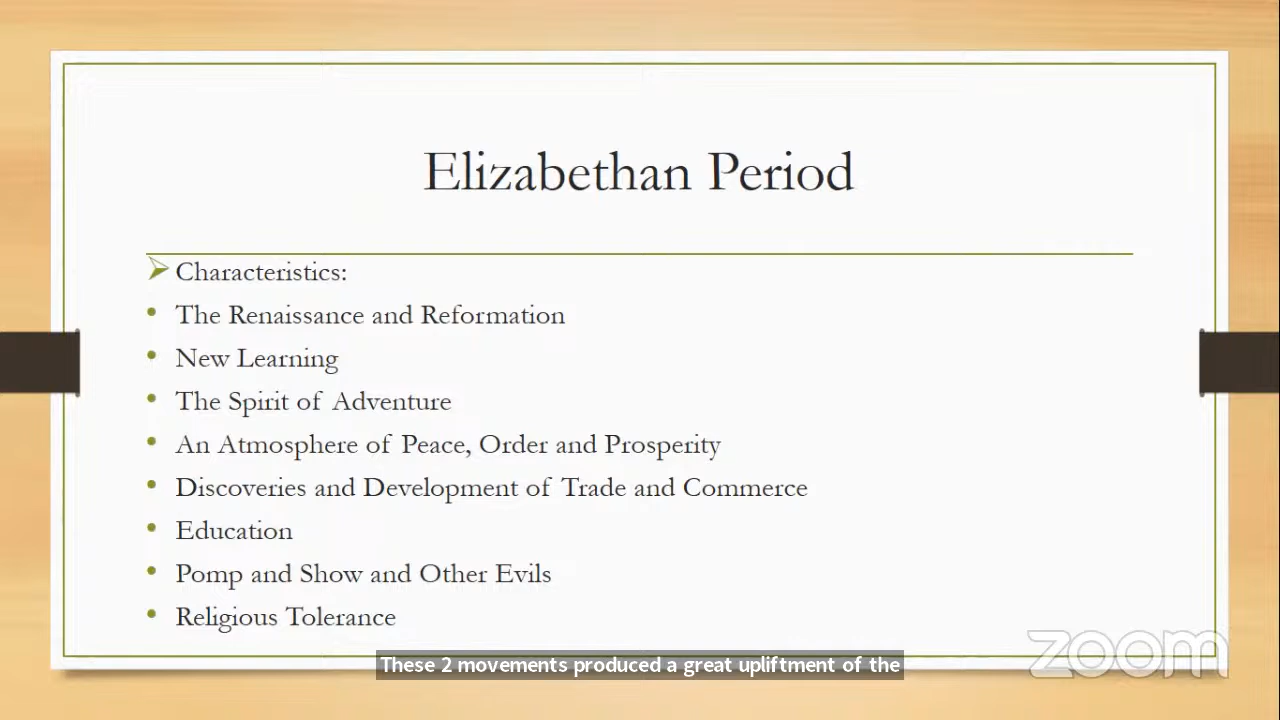 Elizabethan Period
Characteristics:
The Renaissance and Reformation
New Learning
The Spirit of Adventure
An Atmosphere of Peace, Order and Prosperity
Discoveries and Development of Trade and Commerce
Education
Pomp and Show and Other Evils
Religious Tolerance
zoom
These 2 movements produced a great upliftment of the